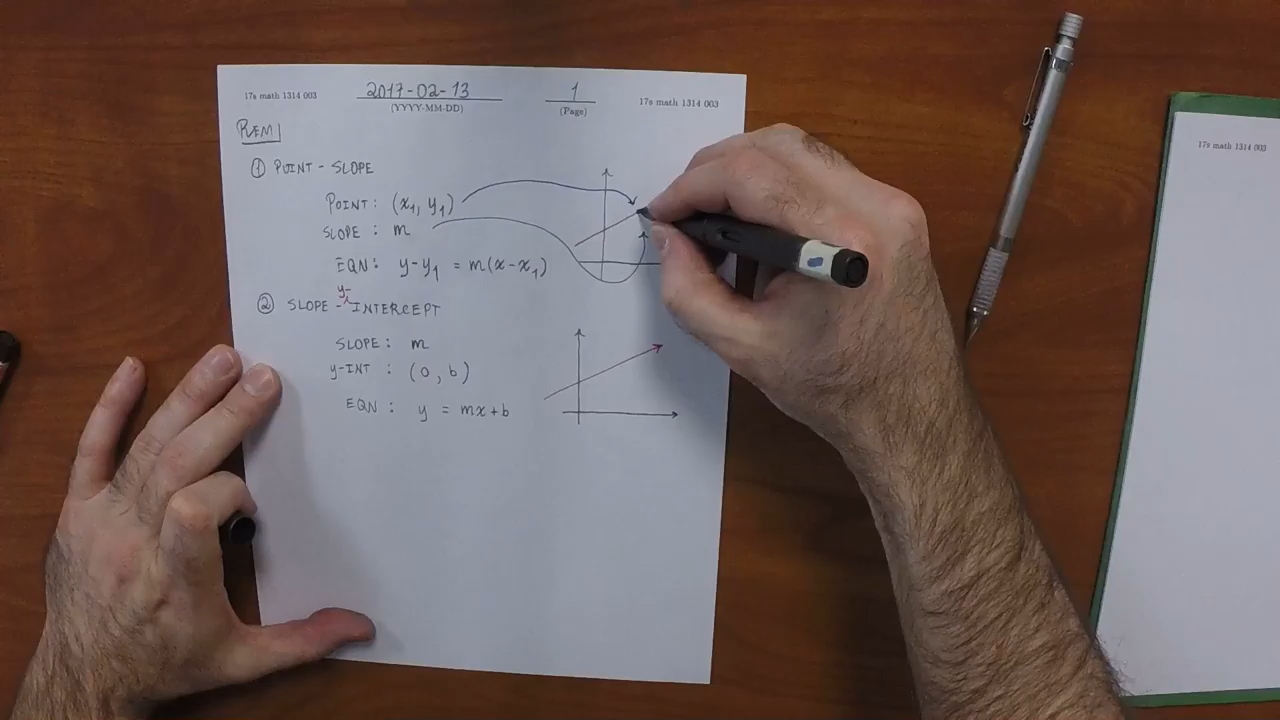 17s math 1314 003
2017-02-13
(YYYY-MM-DD)
1
(Page)
17s math 1314 003
REM
① POINT - SLOPE
POINT: (x₁, y₁)
SLOPE : m
EQN: y-y₁ = m(x-x₁)
② SLOPE - y- INTERCEPT
SLOPE: m
y-INT : (0, b)
EQN : y = mx+b
17s math 1314 003